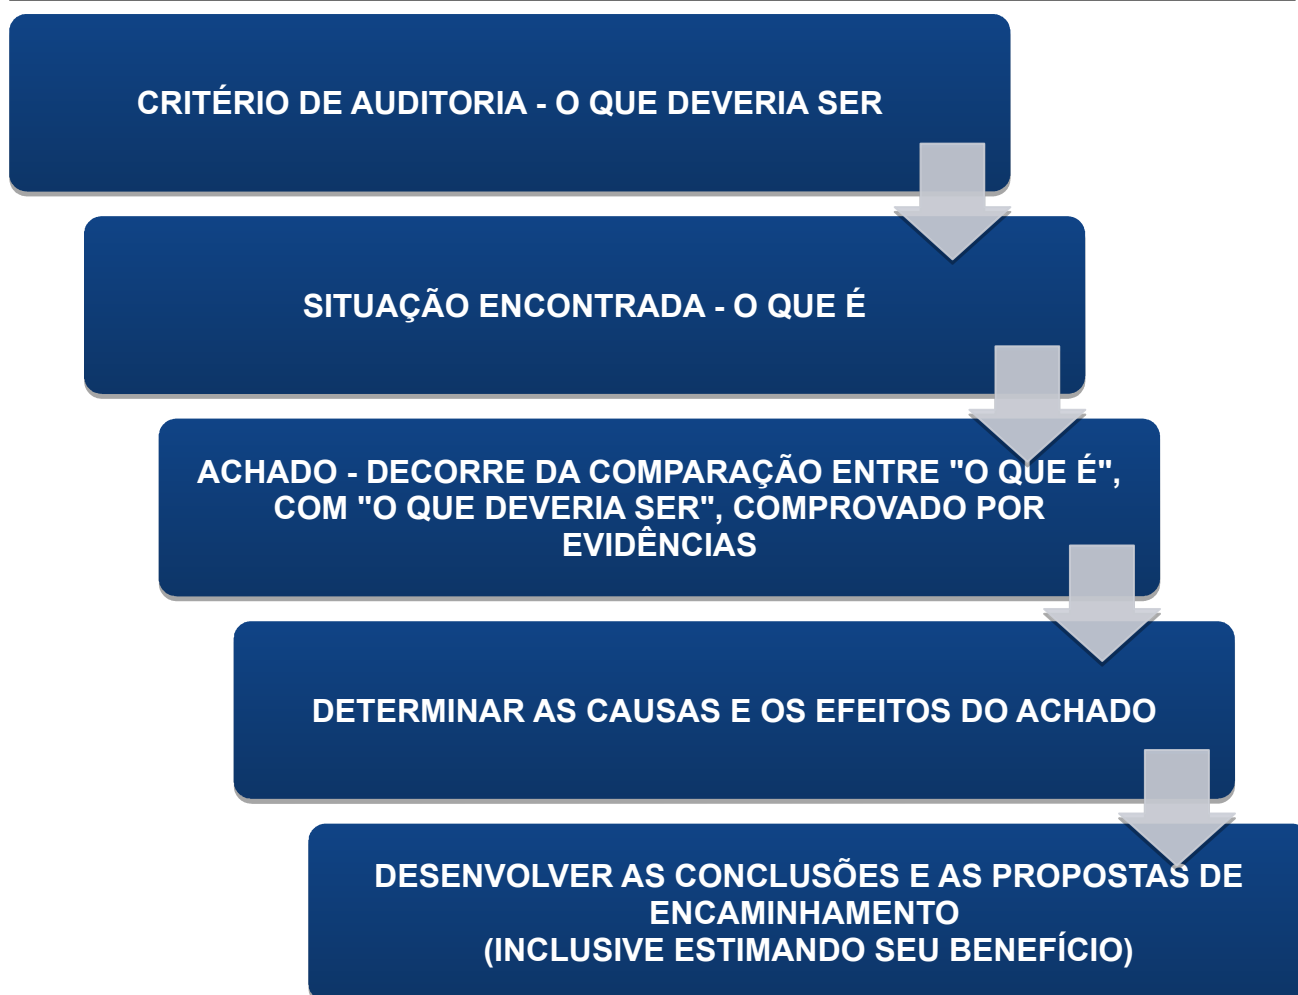 CRITÉRIO DE AUDITORIA - O QUE DEVERIA SER
SITUAÇÃO ENCONTRADA - O QUE É
ACHADO - DECORRE DA COMPARAÇÃO ENTRE "O QUE É",
COM "O QUE DEVERIA SER", COMPROVADO POR
EVIDÊNCIAS
DETERMINAR AS CAUSAS E OS EFEITOS DO ACHADO
DESENVOLVER AS CONCLUSÕES E AS PROPOSTAS DE
ENCAMINHAMENTO
(INCLUSIVE ESTIMANDO SEU BENEFÍCIO)